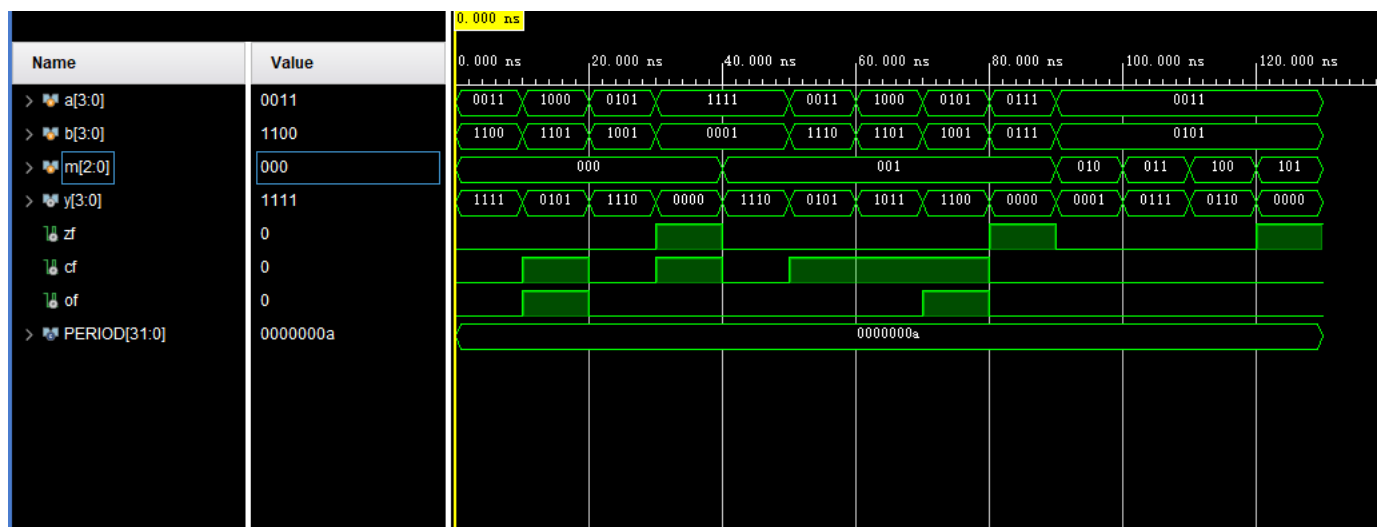 0.000 ns
Name Value 0.000 ns 20.000 ns 40.000 ns 60.000 ns 80.000 ns 100.000 ns 120.000 ns
a[3:0] 0011 0011 1000 0101 1111 0011 1000 0101 0111 0011
b[3:0] 1100 1100 1101 1001 0001 1110 1101 1001 0111 0101
m[2:0] 000 000 001 010 011 100 101
y[3:0] 1111 1111 0101 1110 0000 1110 0101 1011 1100 0000 0001 0111 0110 0000
zf 0
cf 0
of 0
PERIOD[31:0] 0000000a 0000000a